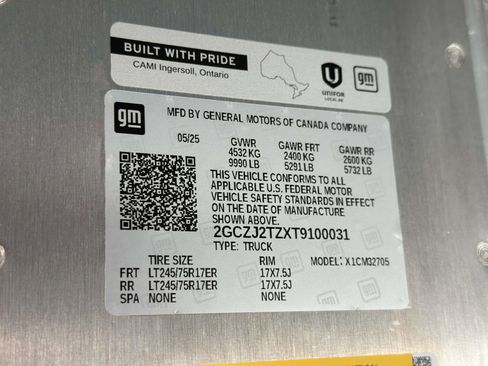 BUILT WITH PRIDE
CAMI Ingersoll, Ontario
UNIFOR
gm
gm
MFD BY GENERAL MOTORS OF CANADA COMPANY
05/25 GVWR GAWR FRT GAWR RR
4532 KG 2400 KG 2600 KG
9990 LB 5291 LB 5732 LB
THIS VEHICLE CONFORMS TO ALL
APPLICABLE U.S. FEDERAL MOTOR
VEHICLE SAFETY STANDARDS IN EFFECT
ON THE DATE OF MANUFACTURE
SHOWN ABOVE.
2GCZJ2TZXT9100031
TYPE: TRUCK
TIRE SIZE RIM MODEL: X1CM32705
FRT LT245/75R17ER 17X7.5J
RR LT245/75R17ER 17X7.5J
SPA NONE NONE